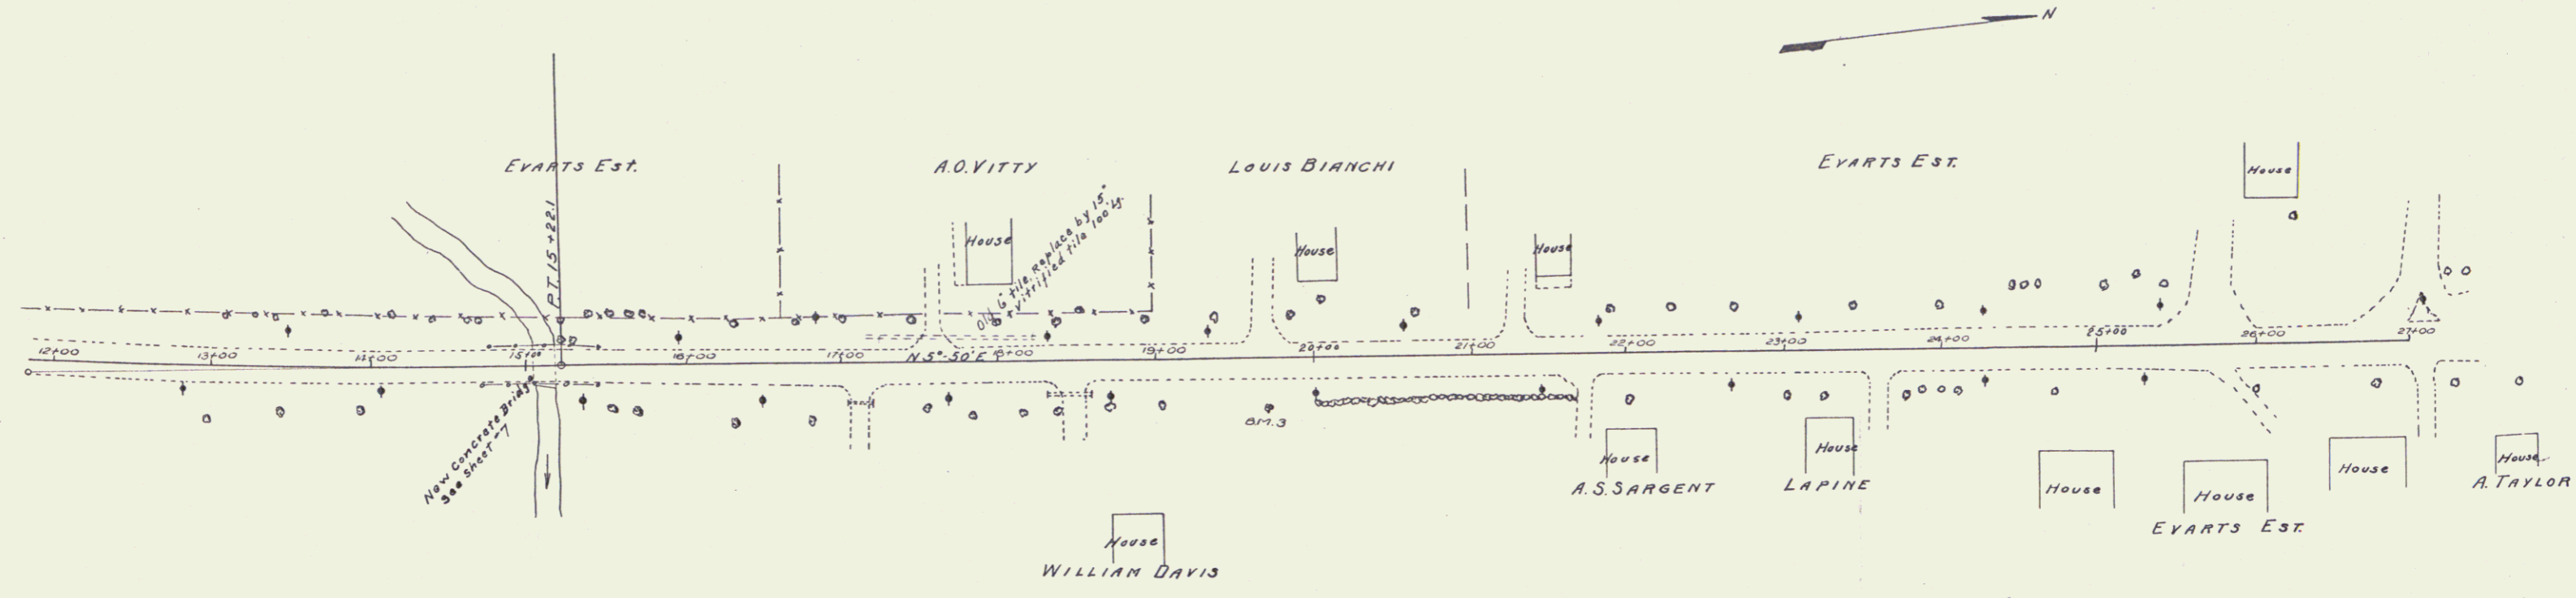 N
EVARTS EST.
A.O. VITTY
LOUIS BIANCHI
EVARTS EST.
House
P.T. 15+22.1
House
Old 6" tile. Replace by 15"
vitrified tile 100'
House
House
12+00
13+00
14+00
15+00
16+00
17+00
N 5°-50' E
18+00
19+00
20+00
21+00
22+00
23+00
24+00
25+00
26+00
27+00
New Concrete Bridge
See Sheet #7
B.M. 3
House
A.S. SARGENT
House
LAPINE
House
House
EVARTS EST.
House
House
A. TAYLOR
House
WILLIAM DAVIS